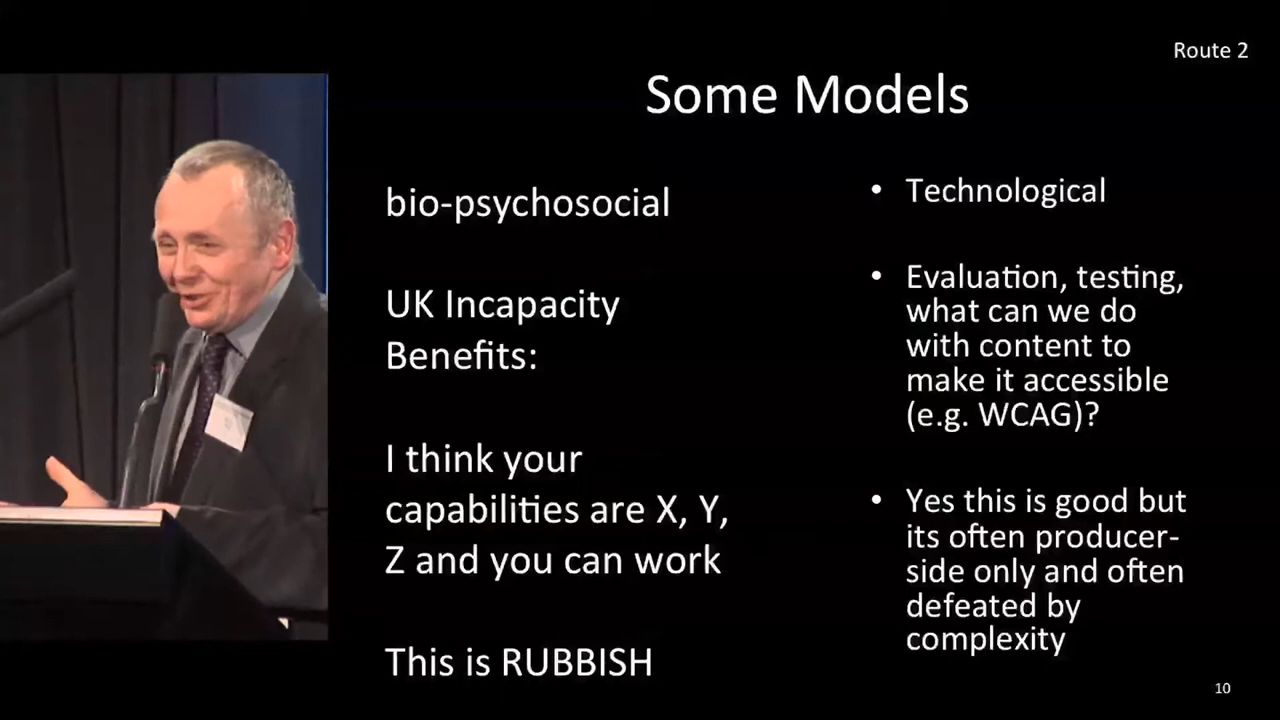 Route 2
Some Models
bio-psychosocial
UK Incapacity
Benefits:
I think your
capabilities are X, Y,
Z and you can work
This is RUBBISH
• Technological
• Evaluation, testing,
what can we do
with content to
make it accessible
(e.g. WCAG)?
• Yes this is good but
its often producer-
side only and often
defeated by
complexity
10